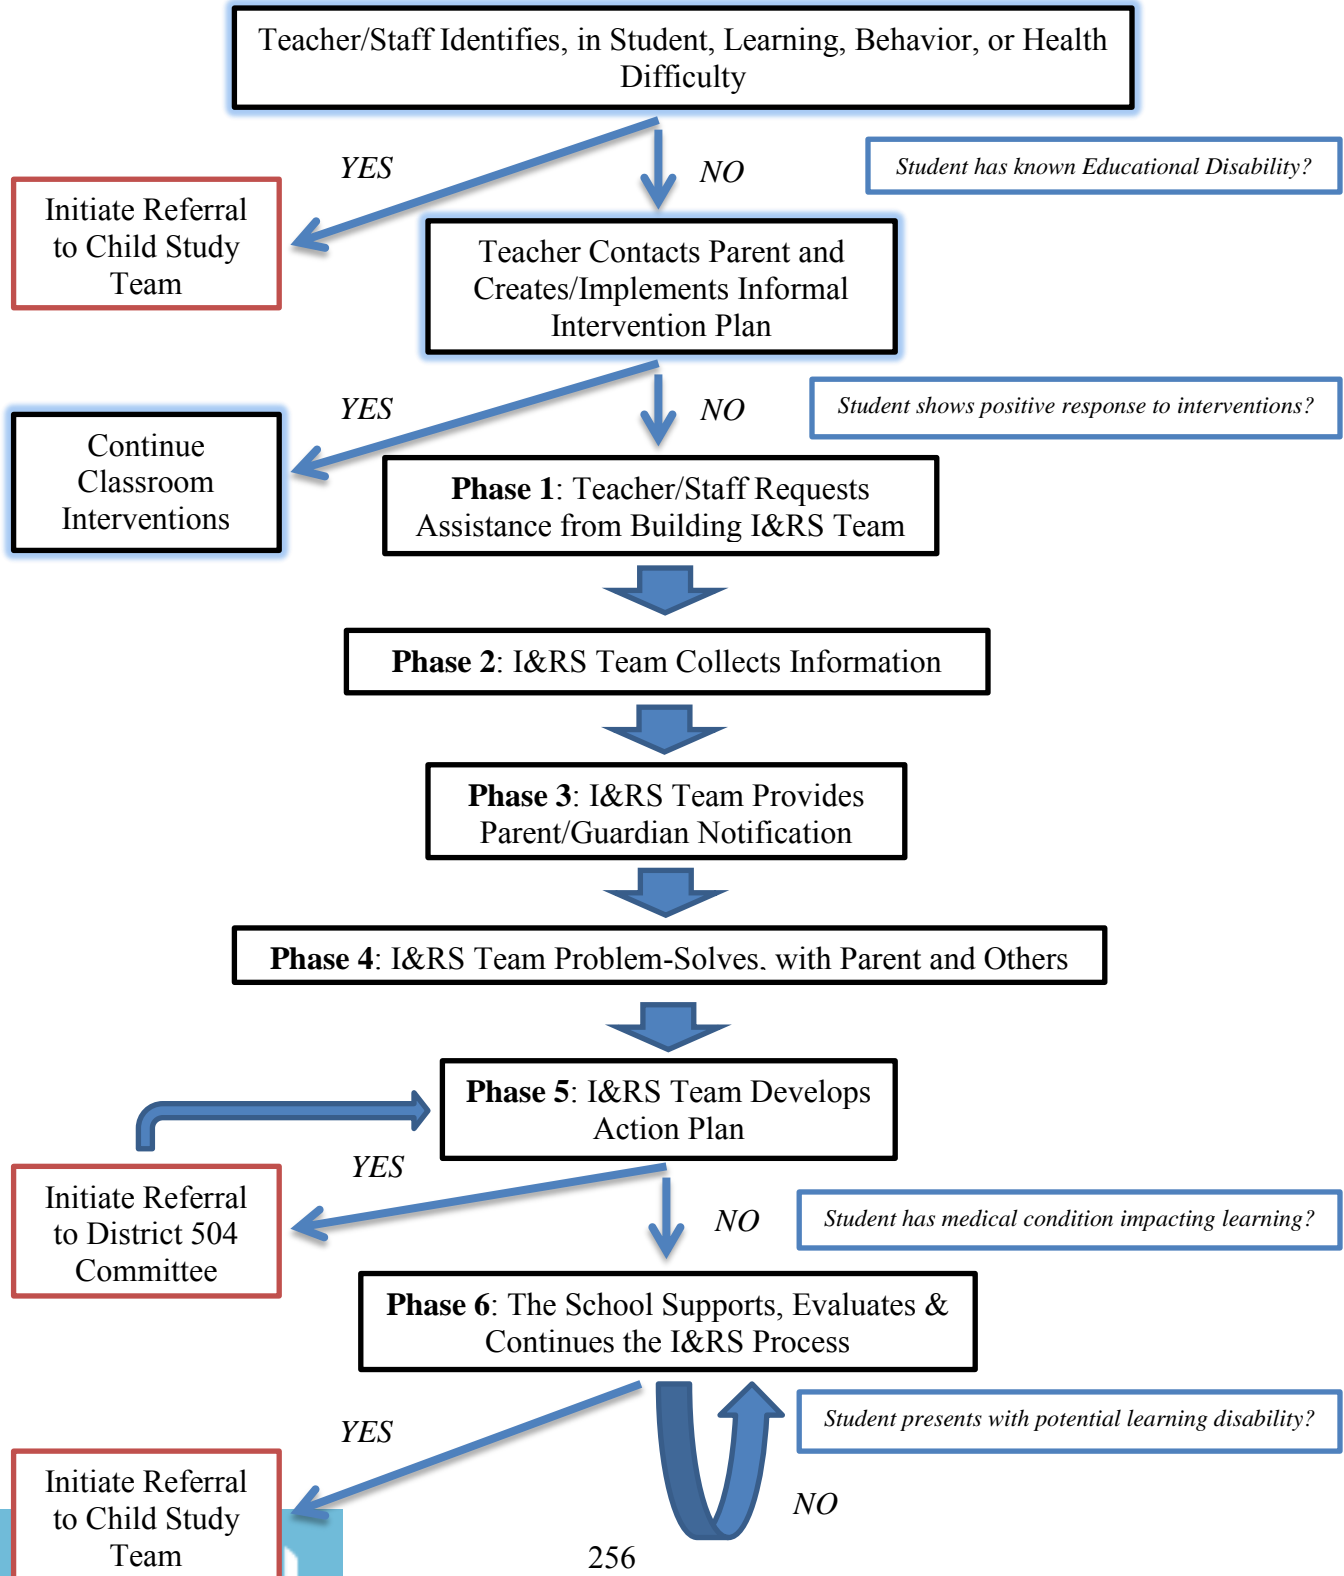 Teacher/Staff Identifies, in Student, Learning, Behavior, or Health
Difficulty
YES
NO
Student has known Educational Disability?
Initiate Referral
to Child Study
Team
Teacher Contacts Parent and
Creates/Implements Informal
Intervention Plan
YES
NO
Student shows positive response to interventions?
Continue
Classroom
Interventions
Phase 1: Teacher/Staff Requests
Assistance from Building I&RS Team
Phase 2: I&RS Team Collects Information
Phase 3: I&RS Team Provides
Parent/Guardian Notification
Phase 4: I&RS Team Problem-Solves, with Parent and Others
Phase 5: I&RS Team Develops
Action Plan
YES
NO
Student has medical condition impacting learning?
Initiate Referral
to District 504
Committee
Phase 6: The School Supports, Evaluates &
Continues the I&RS Process
YES
Student presents with potential learning disability?
NO
Initiate Referral
to Child Study
Team
256